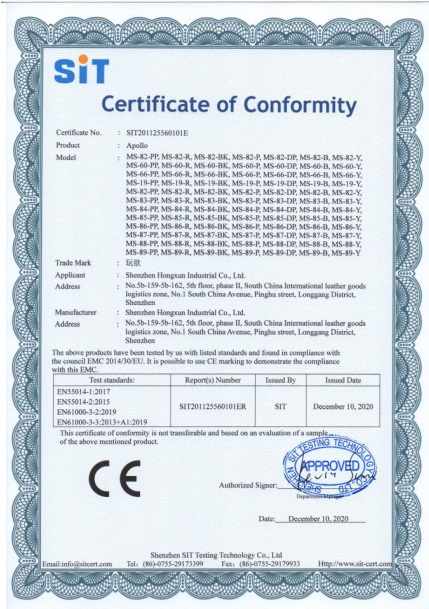 SiT
Certificate of Conformity
Certificate No. : SIT201125560101E
Product : Apollo
Model : MS-82-PP, MS-82-R, MS-82-BK, MS-82-P, MS-82-DP, MS-82-B, MS-82-Y,
MS-60-PP, MS-60-R, MS-60-BK, MS-60-P, MS-60-DP, MS-60-B, MS-60-Y,
MS-66-PP, MS-66-R, MS-66-BK, MS-66-P, MS-66-DP, MS-66-B, MS-66-Y,
MS-19-PP, MS-19-R, MS-19-BK, MS-19-P, MS-19-DP, MS-19-B, MS-19-Y,
MS-82-PP, MS-82-R, MS-82-BK, MS-82-P, MS-82-DP, MS-82-B, MS-82-Y,
MS-83-PP, MS-83-R, MS-83-BK, MS-83-P, MS-83-DP, MS-83-B, MS-83-Y,
MS-84-PP, MS-84-R, MS-84-BK, MS-84-P, MS-84-DP, MS-84-B, MS-84-Y,
MS-85-PP, MS-85-R, MS-85-BK, MS-85-P, MS-85-DP, MS-85-B, MS-85-Y,
MS-86-PP, MS-86-R, MS-86-BK, MS-86-P, MS-86-DP, MS-86-B, MS-86-Y,
MS-87-PP, MS-87-R, MS-87-BK, MS-87-P, MS-87-DP, MS-87-B, MS-87-Y,
MS-88-PP, MS-88-R, MS-88-BK, MS-88-P, MS-88-DP, MS-88-B, MS-88-Y,
MS-89-PP, MS-89-R, MS-89-BK, MS-89-P, MS-89-DP, MS-89-B, MS-89-Y
Trade Mark : 玩欲
Applicant : Shenzhen Hongxun Industrial Co., Ltd.
Address : No.5b-159-5b-162, 5th floor, phase II, South China International leather goods
logistics zone, No.1 South China Avenue, Pinghu street, Longgang District,
Shenzhen
Manufacturer : Shenzhen Hongxun Industrial Co., Ltd.
Address : No.5b-159-5b-162, 5th floor, phase II, South China International leather goods
logistics zone, No.1 South China Avenue, Pinghu street, Longgang District,
Shenzhen
The above products have been tested by us with listed standards and found in compliance with
the council EMC 2014/30/EU. It is possible to use CE marking to demonstrate the compliance
with this EMC.
Test standards: Report(s) Number Issued By Issued Date
EN55014-1:2017
EN55014-2:2015
EN61000-3-2:2019
EN61000-3-3:2013+A1:2019
SIT201125560101ER SIT December 10, 2020
This certificate of conformity is not transferable and based on an evaluation of a sample
of the above mentioned product.
CE
TESTING TECHNOLOGY
APPROVED
Authorized Signer:
Department Manager
Date: December 10, 2020
Shenzhen SIT Testing Technology Co., Ltd
Email:info@sitcert.com Tel: (86)-0755-29173399 Fax: (86)-0755-29179933 Http://www.sit-cert.com